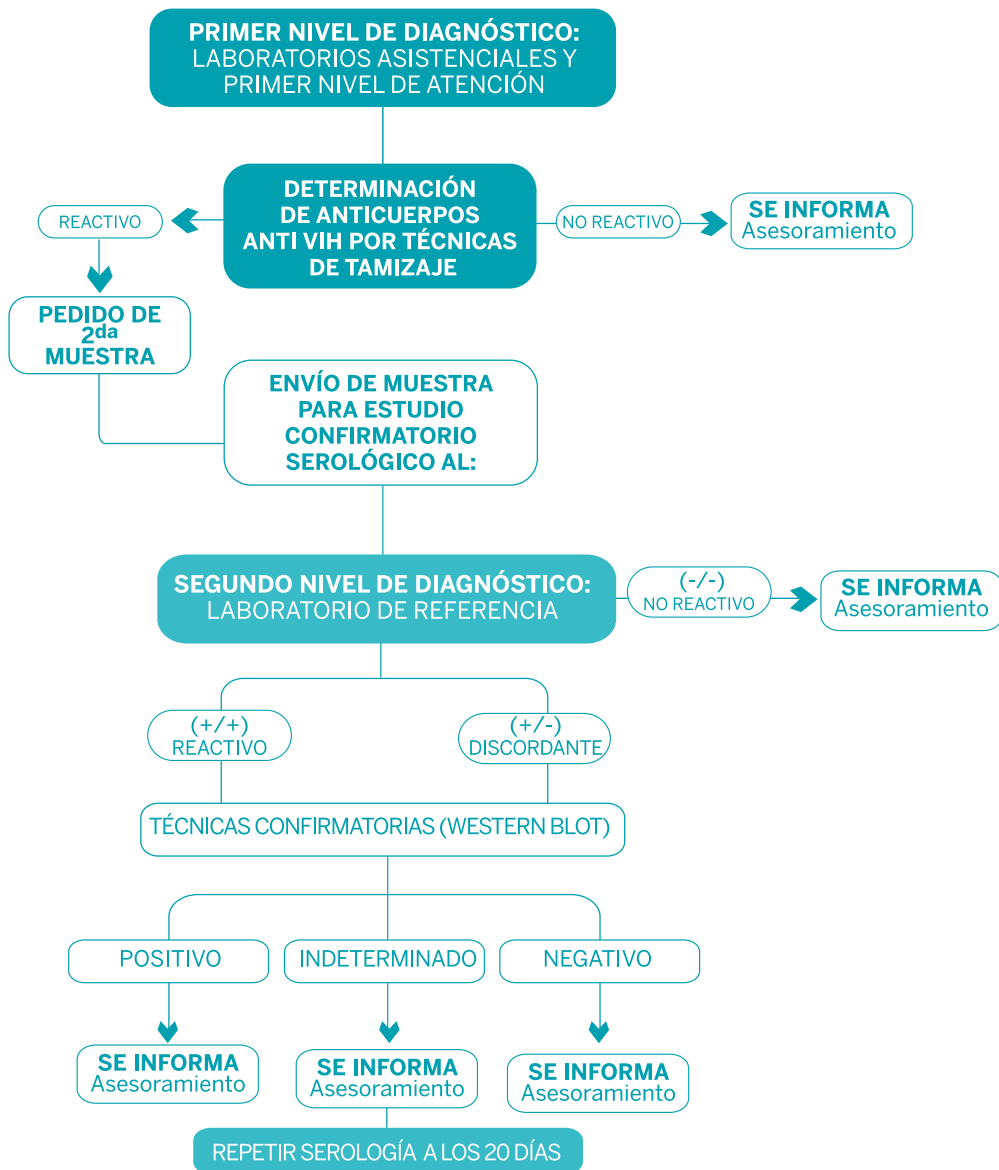 PRIMER NIVEL DE DIAGNÓSTICO:
LABORATORIOS ASISTENCIALES Y
PRIMER NIVEL DE ATENCIÓN
DETERMINACIÓN
DE ANTICUERPOS
ANTI VIH POR TÉCNICAS
DE TAMIZAJE
REACTIVO
NO REACTIVO
SE INFORMA
Asesoramiento
PEDIDO DE
2da
MUESTRA
ENVÍO DE MUESTRA
PARA ESTUDIO
CONFIRMATORIO
SEROLÓGICO AL:
SEGUNDO NIVEL DE DIAGNÓSTICO:
LABORATORIO DE REFERENCIA
(-/-)
NO REACTIVO
SE INFORMA
Asesoramiento
(+/+)
REACTIVO
(+/-)
DISCORDANTE
TÉCNICAS CONFIRMATORIAS (WESTERN BLOT)
POSITIVO
INDETERMINADO
NEGATIVO
SE INFORMA
Asesoramiento
SE INFORMA
Asesoramiento
SE INFORMA
Asesoramiento
REPETIR SEROLOGÍA A LOS 20 DÍAS